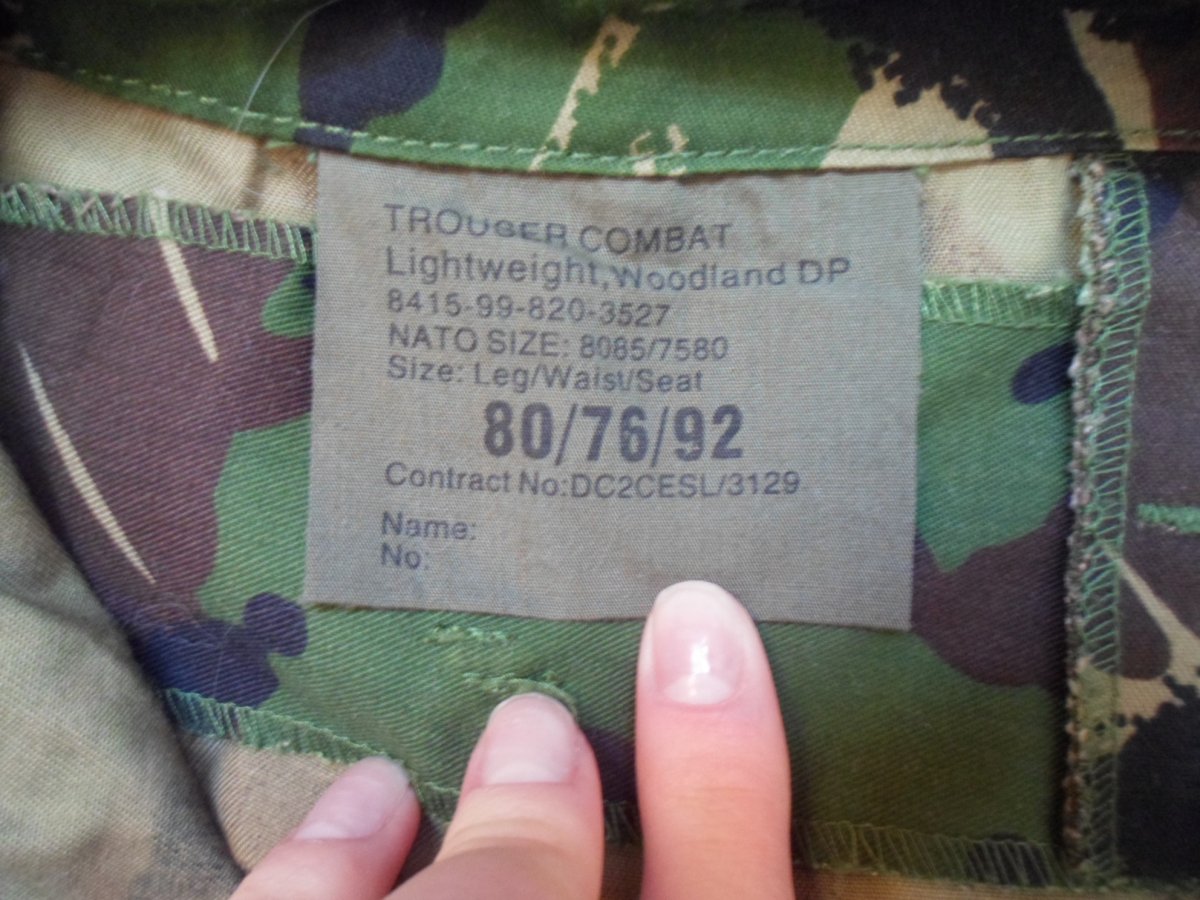 TROUSER COMBAT
Lightweight,Woodland DP
8415-99-820-3527
NATO SIZE: 8085/7580
Size: Leg/Waist/Seat
80/76/92
Contract No:DC2CESL/3129
Name:
No: